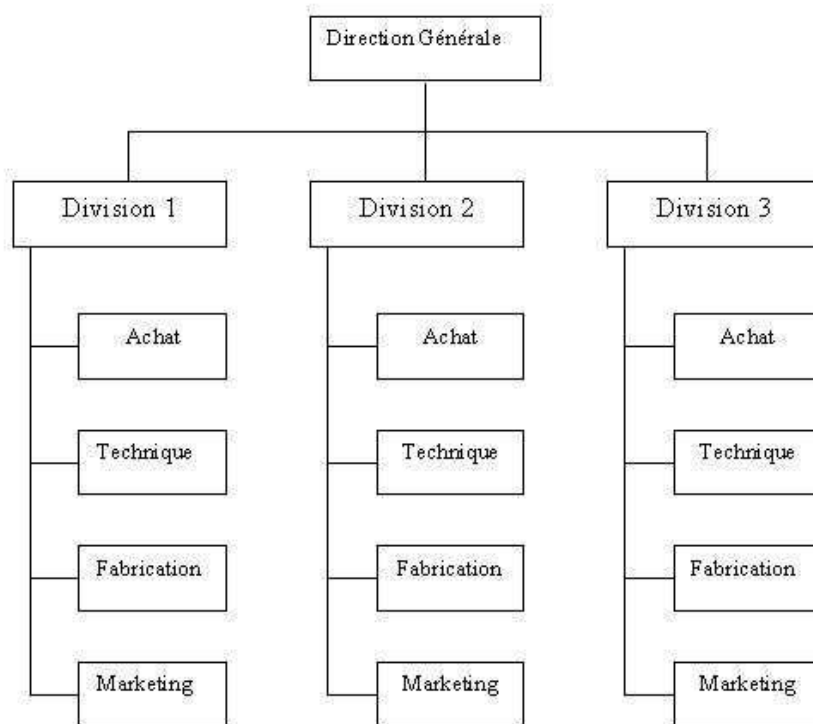 Direction Générale
Division 1
Division 2
Division 3
Achat
Achat
Achat
Technique
Technique
Technique
Fabrication
Fabrication
Fabrication
Marketing
Marketing
Marketing